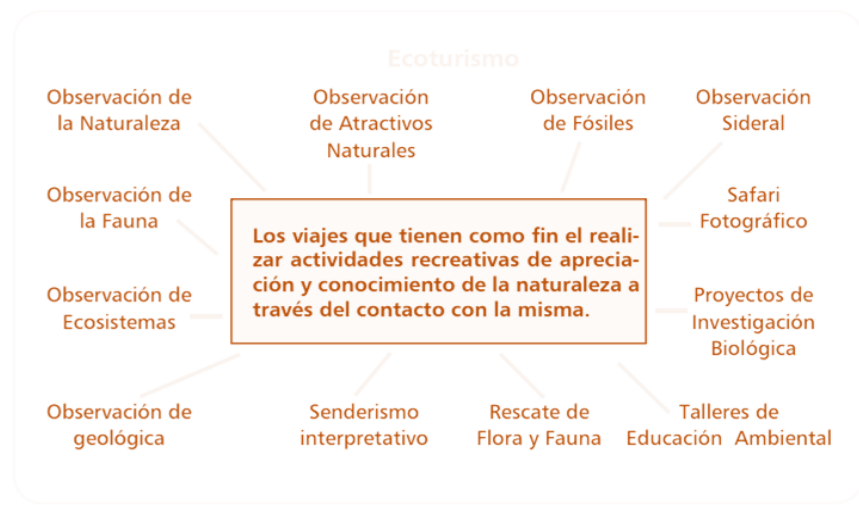 Ecoturismo
Observación de
la Naturaleza
Observación
de Atractivos
Naturales
Observación
de Fósiles
Observación
Sideral
Observación de
la Fauna
Safari
Fotográfico
Los viajes que tienen como fin el reali-
zar actividades recreativas de aprecia-
ción y conocimiento de la naturaleza a
través del contacto con la misma.
Observación de
Ecosistemas
Proyectos de
Investigación
Biológica
Observación de
geológica
Senderismo
interpretativo
Rescate de
Flora y Fauna
Talleres de
Educación Ambiental